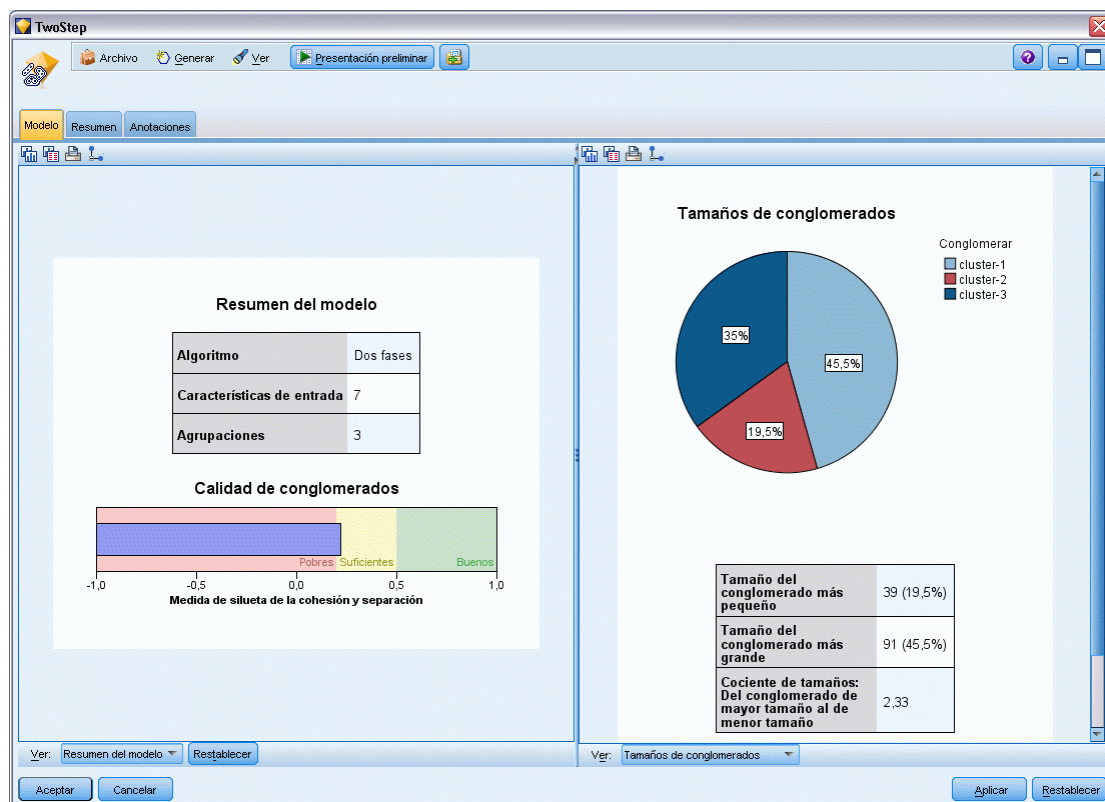 TwoStep
Archivo Generar Ver Presentación preliminar
Modelo Resumen Anotaciones
Resumen del modelo
Algoritmo Dos fases
Características de entrada 7
Agrupaciones 3
Calidad de conglomerados
Pobres Suficientes Buenos
-1,0 -0,5 0,0 0,5 1,0
Medida de silueta de la cohesión y separación
Ver: Resumen del modelo Restablecer
Tamaños de conglomerados
Conglomerar
cluster-1
cluster-2
cluster-3
35%
45,5%
19,5%
Tamaño del
conglomerado más
pequeño
39 (19,5%)
Tamaño del
conglomerado más
grande
91 (45,5%)
Cociente de tamaños:
Del conglomerado de
mayor tamaño al de
menor tamaño
2,33
Ver: Tamaños de conglomerados
Aceptar Cancelar Aplicar Restablecer